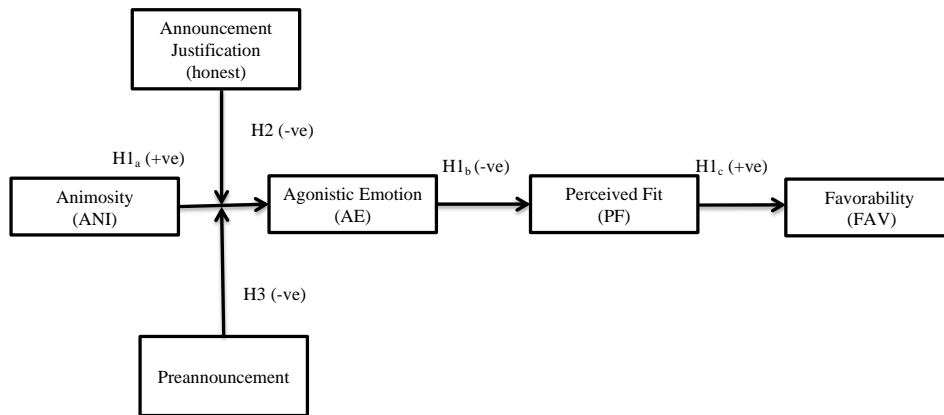 Announcement
Justification
(honest)
H2 (-ve)
H1a (+ve)
H1b (-ve)
H1c (+ve)
Animosity
(ANI)
Agonistic Emotion
(AE)
Perceived Fit
(PF)
Favorability
(FAV)
H3 (-ve)
Preannouncement